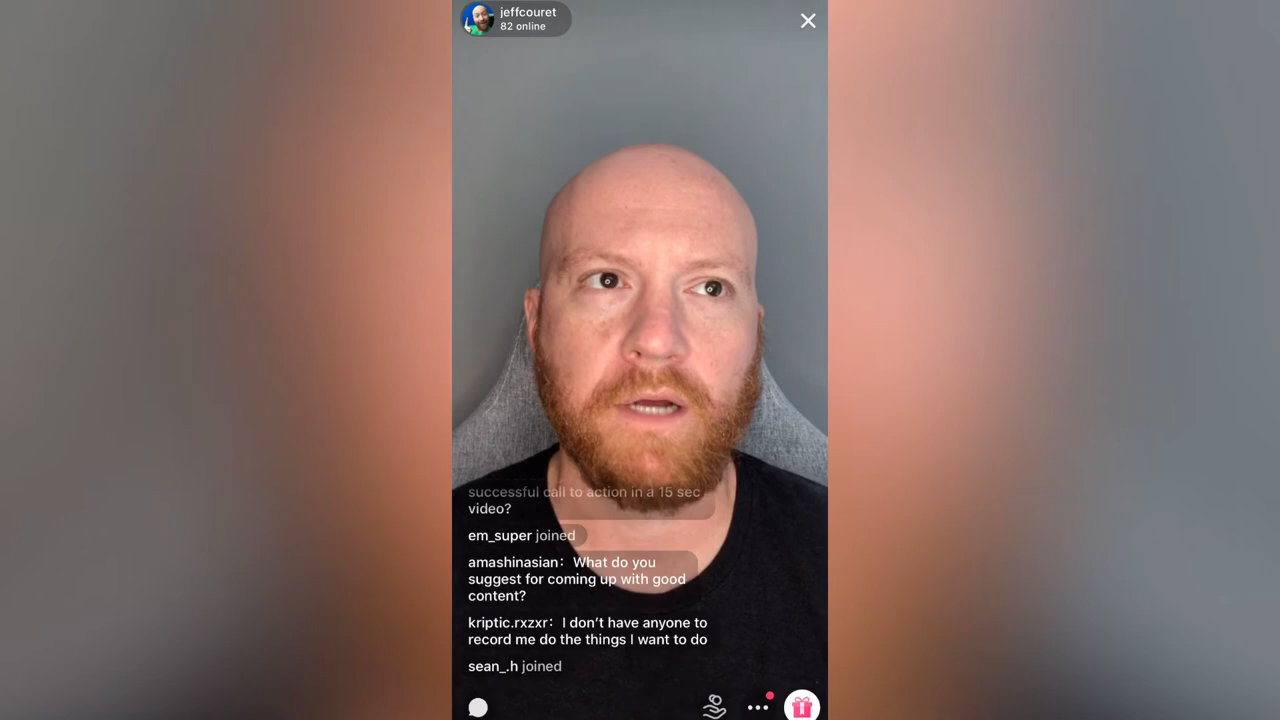 jeffcouret
82 online
successful call to action in a 15 sec
video?
em_super joined
amashinasian: What do you
suggest for coming up with good
content?
kriptic.rxzxr: I don't have anyone to
record me do the things I want to do
sean_.h joined